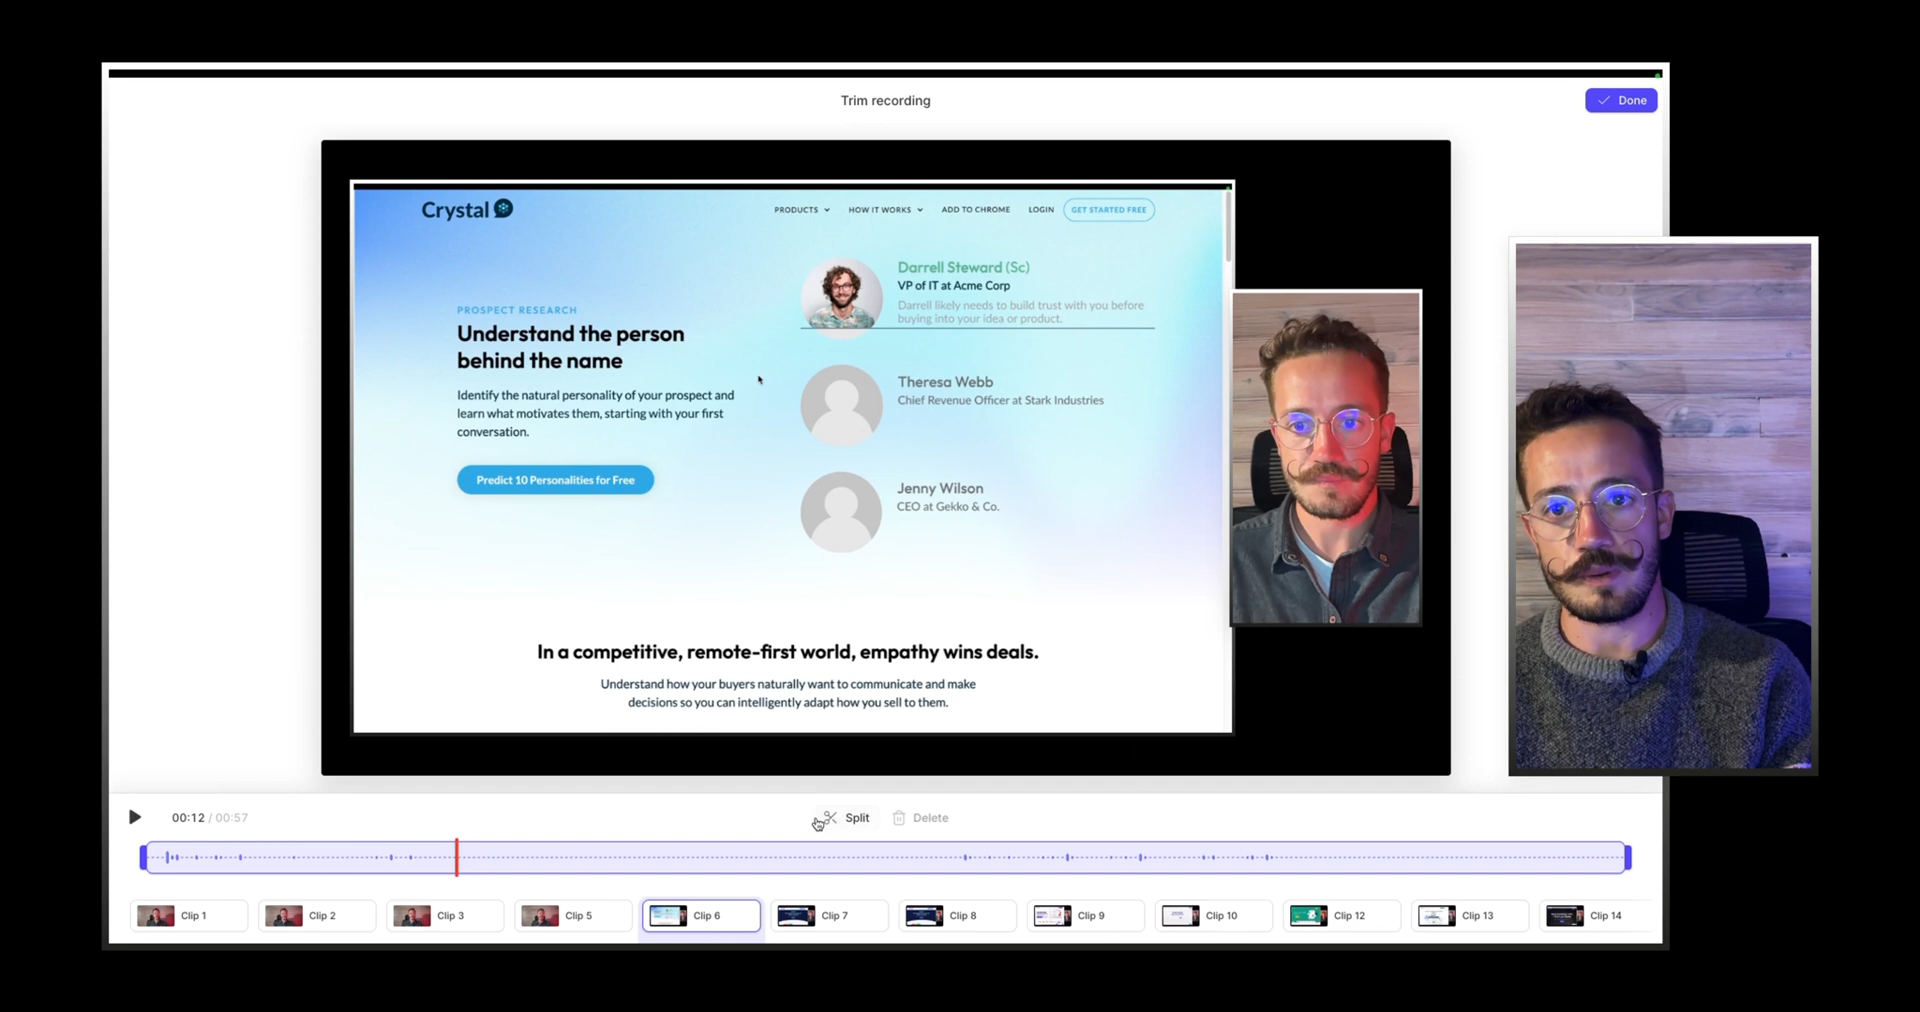 Trim recording
Done
Crystal
PRODUCTS
HOW IT WORKS
ADD TO CHROME
LOGIN
GET STARTED FREE
PROSPECT RESEARCH
Understand the person
behind the name
Identify the natural personality of your prospect and
learn what motivates them, starting with your first
conversation.
Predict 10 Personalities for Free
Darrell Steward (Sc)
VP of IT at Acme Corp
Darrell likely needs to build trust with you before
buying into your idea or product.
Theresa Webb
Chief Revenue Officer at Stark Industries
Jenny Wilson
CEO at Gekko & Co.
In a competitive, remote-first world, empathy wins deals.
Understand how your buyers naturally want to communicate and make
decisions so you can intelligently adapt how you sell to them.
00:12 / 00:57
Split
Delete
Clip 1
Clip 2
Clip 3
Clip 5
Clip 6
Clip 7
Clip 8
Clip 9
Clip 10
Clip 12
Clip 13
Clip 14